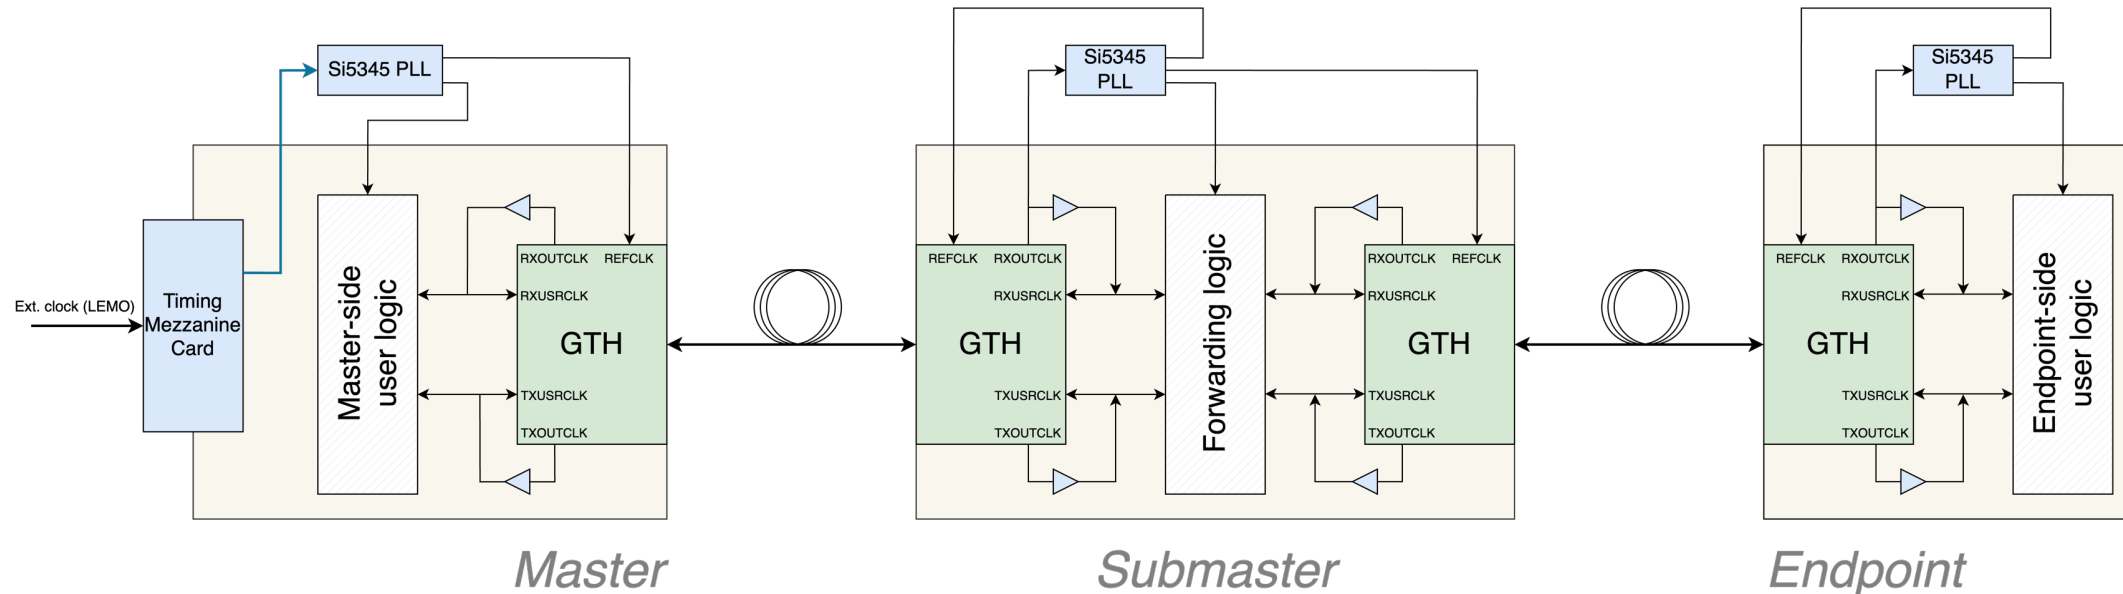 Si5345 PLL
Ext. clock (LEMO)
Timing
Mezzanine
Card
Master-side
user logic
RXOUTCLK
REFCLK
RXUSRCLK
GTH
TXUSRCLK
TXOUTCLK
Master
Si5345
PLL
REFCLK
RXOUTCLK
RXUSRCLK
GTH
TXUSRCLK
TXOUTCLK
Forwarding logic
RXOUTCLK
REFCLK
RXUSRCLK
GTH
TXUSRCLK
TXOUTCLK
Submaster
Si5345
PLL
REFCLK
RXOUTCLK
RXUSRCLK
GTH
TXUSRCLK
TXOUTCLK
Endpoint-side
user logic
Endpoint